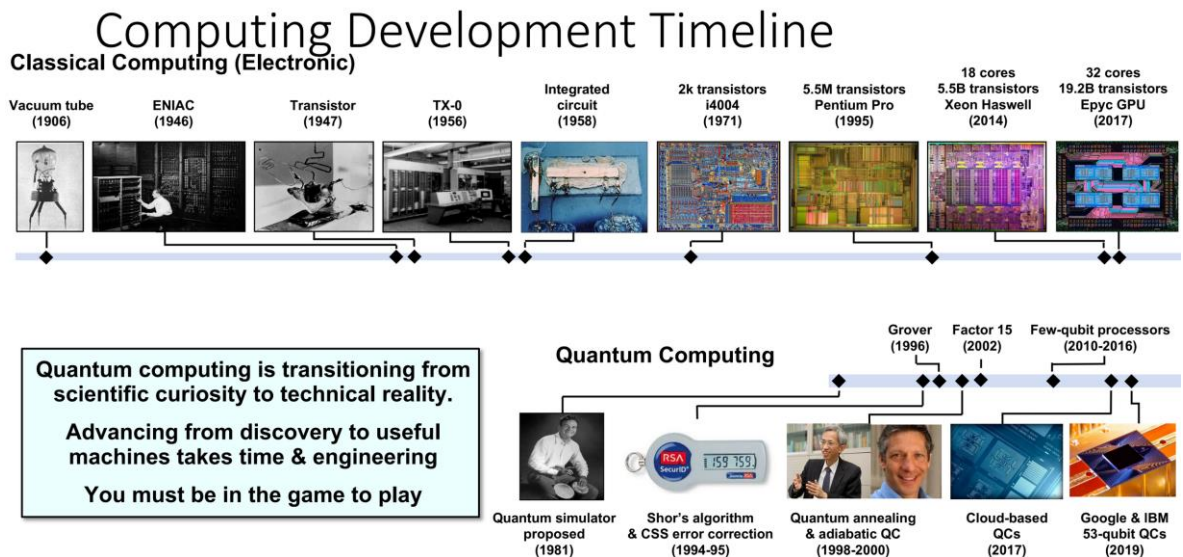 Computing Development Timeline
Classical Computing (Electronic)
Vacuum tube
(1906)
ENIAC
(1946)
Transistor
(1947)
TX-0
(1956)
Integrated
circuit
(1958)
2k transistors
i4004
(1971)
5.5M transistors
Pentium Pro
(1995)
18 cores
5.5B transistors
Xeon Haswell
(2014)
32 cores
19.2B transistors
Epyc GPU
(2017)
Quantum computing is transitioning from
scientific curiosity to technical reality.
Advancing from discovery to useful
machines takes time & engineering
You must be in the game to play
Quantum Computing
Grover
(1996)
Factor 15
(2002)
Few-qubit processors
(2010-2016)
RSA
SecurID
159 759
Quantum simulator
proposed
(1981)
Shor's algorithm
& CSS error correction
(1994-95)
Quantum annealing
& adiabatic QC
(1998-2000)
Cloud-based
QCs
(2017)
Google & IBM
53-qubit QCs
(2019)